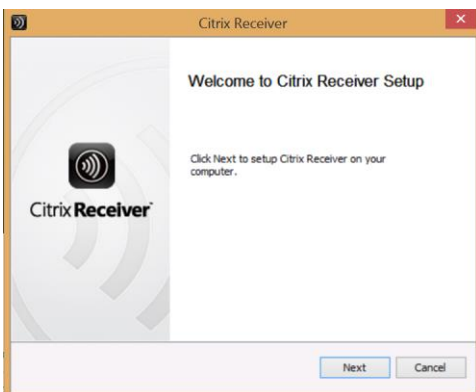 Citrix Receiver
Welcome to Citrix Receiver Setup
Click Next to setup Citrix Receiver on your
computer.
Citrix Receiver
Next
Cancel